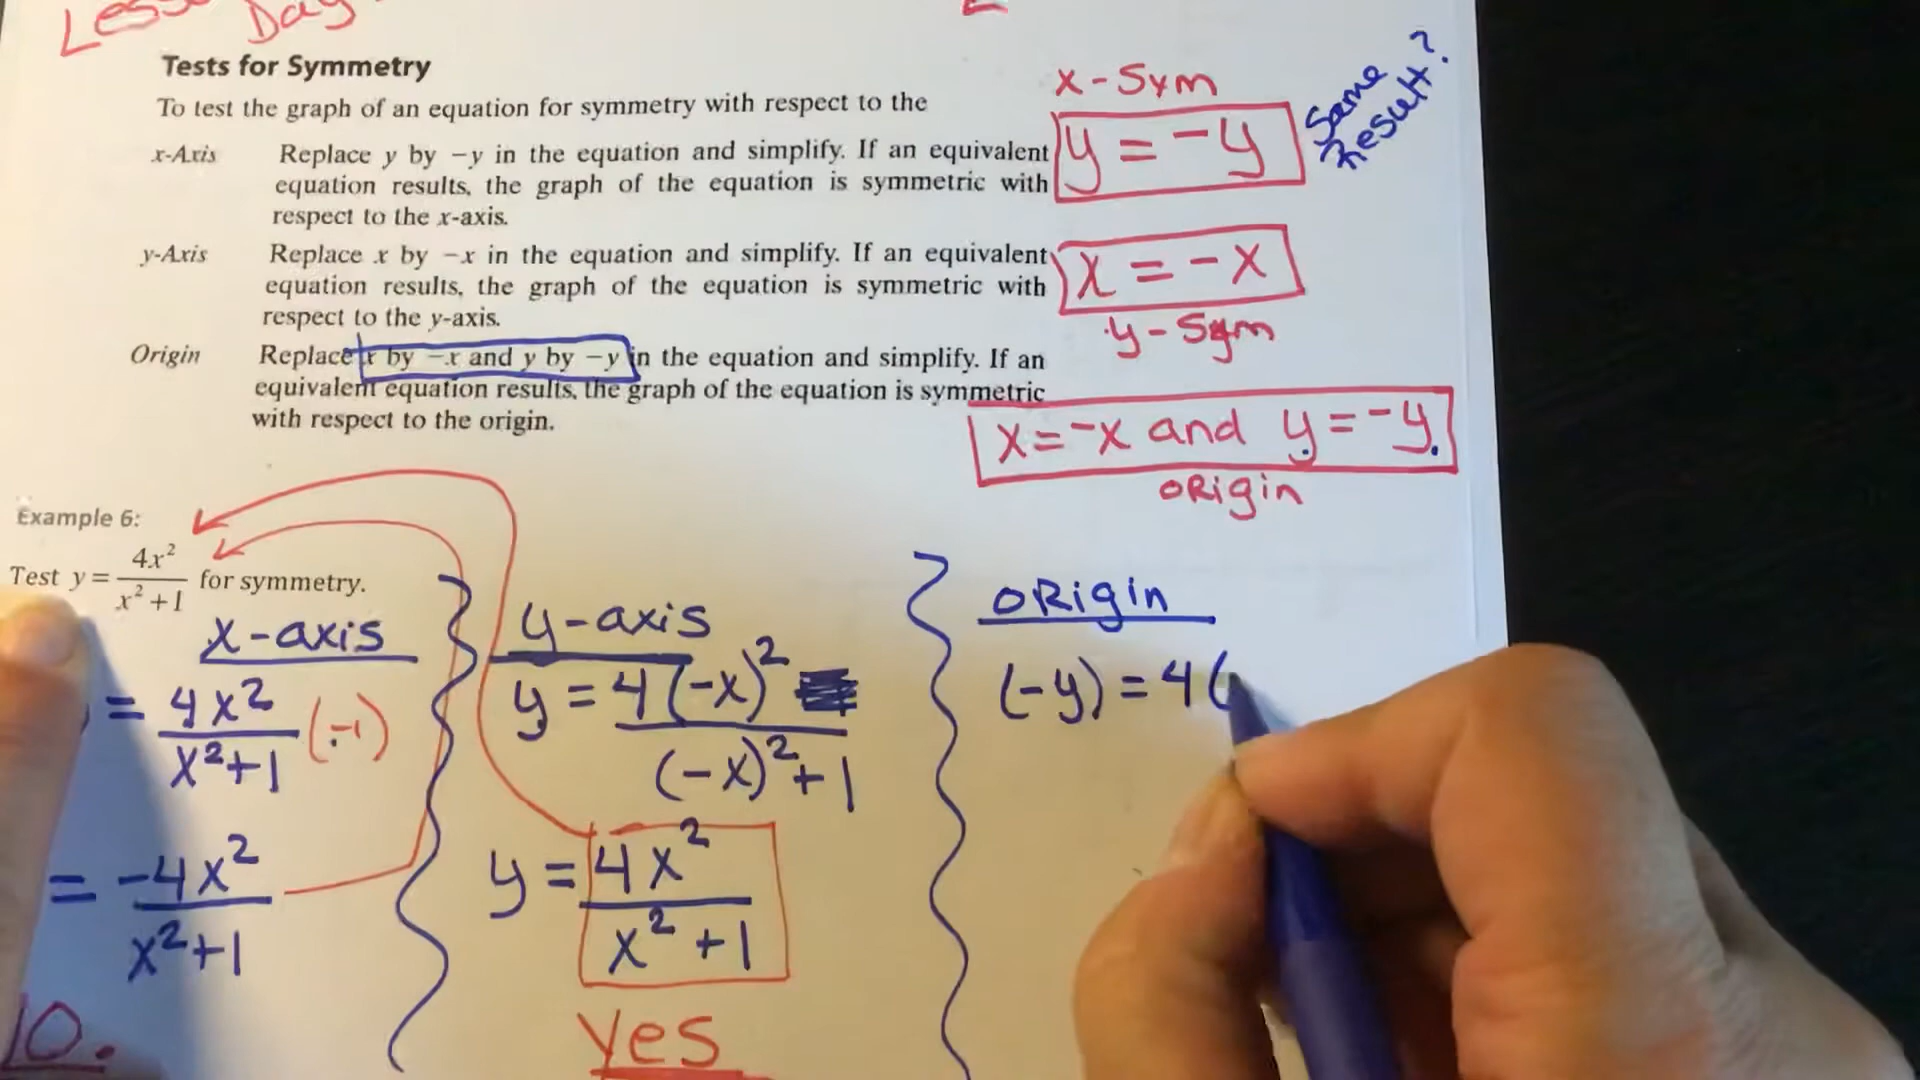 Tests for Symmetry
To test the graph of an equation for symmetry with respect to the
x-Axis Replace y by −y in the equation and simplify. If an equivalent
equation results, the graph of the equation is symmetric with
respect to the x-axis.
y-Axis Replace x by −x in the equation and simplify. If an equivalent
equation results, the graph of the equation is symmetric with
respect to the y-axis.
Origin Replace x by −x and y by −y in the equation and simplify. If an
equivalent equation results, the graph of the equation is symmetric
with respect to the origin.
x-Sym
y = -y
Same
Result?
x = -x
y-Sym
x=-x and y=-y
origin
Example 6:
Test y = 4x²/(x² + 1) for symmetry.
x-axis
= 4x²/(x²+1) (-1)
= -4x²/(x²+1)
y-axis
y = 4(-x)²/((-x)²+1)
y = 4x²/(x²+1)
Yes
origin
(-y) = 4(